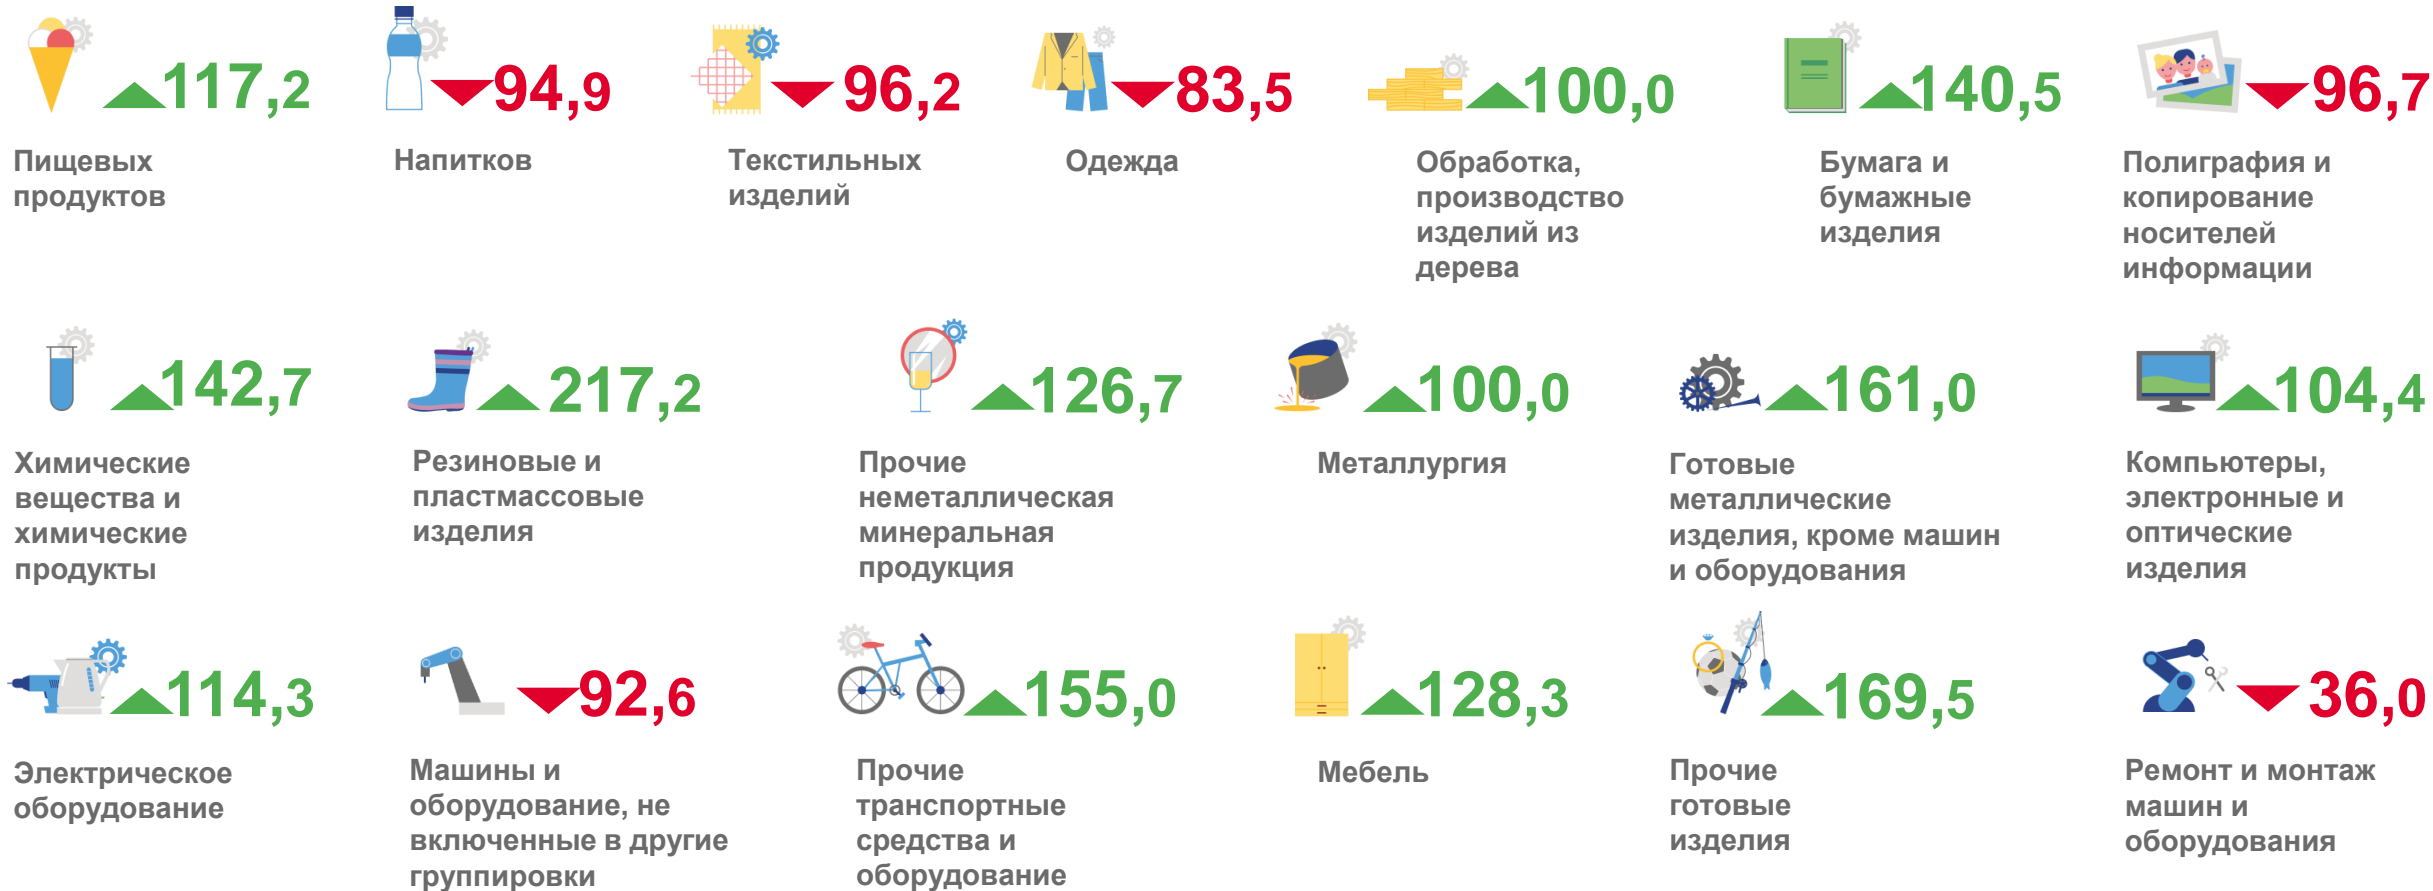 117,2
94,9
96,2
83,5
100,0
140,5
96,7
Пищевых
продуктов
Напитков
Текстильных
изделий
Одежда
Обработка,
производство
изделий из
дерева
Бумага и
бумажные
изделия
Полиграфия и
копирование
носителей
информации
142,7
217,2
126,7
100,0
161,0
104,4
Химические
вещества и
химические
продукты
Резиновые и
пластмассовые
изделия
Прочие
неметаллическая
минеральная
продукция
Металлургия
Готовые
металлические
изделия, кроме машин
и оборудования
Компьютеры,
электронные и
оптические
изделия
114,3
92,6
155,0
128,3
169,5
36,0
Электрическое
оборудование
Машины и
оборудование, не
включенные в другие
группировки
Прочие
транспортные
средства и
оборудование
Мебель
Прочие
готовые
изделия
Ремонт и монтаж
машин и
оборудования